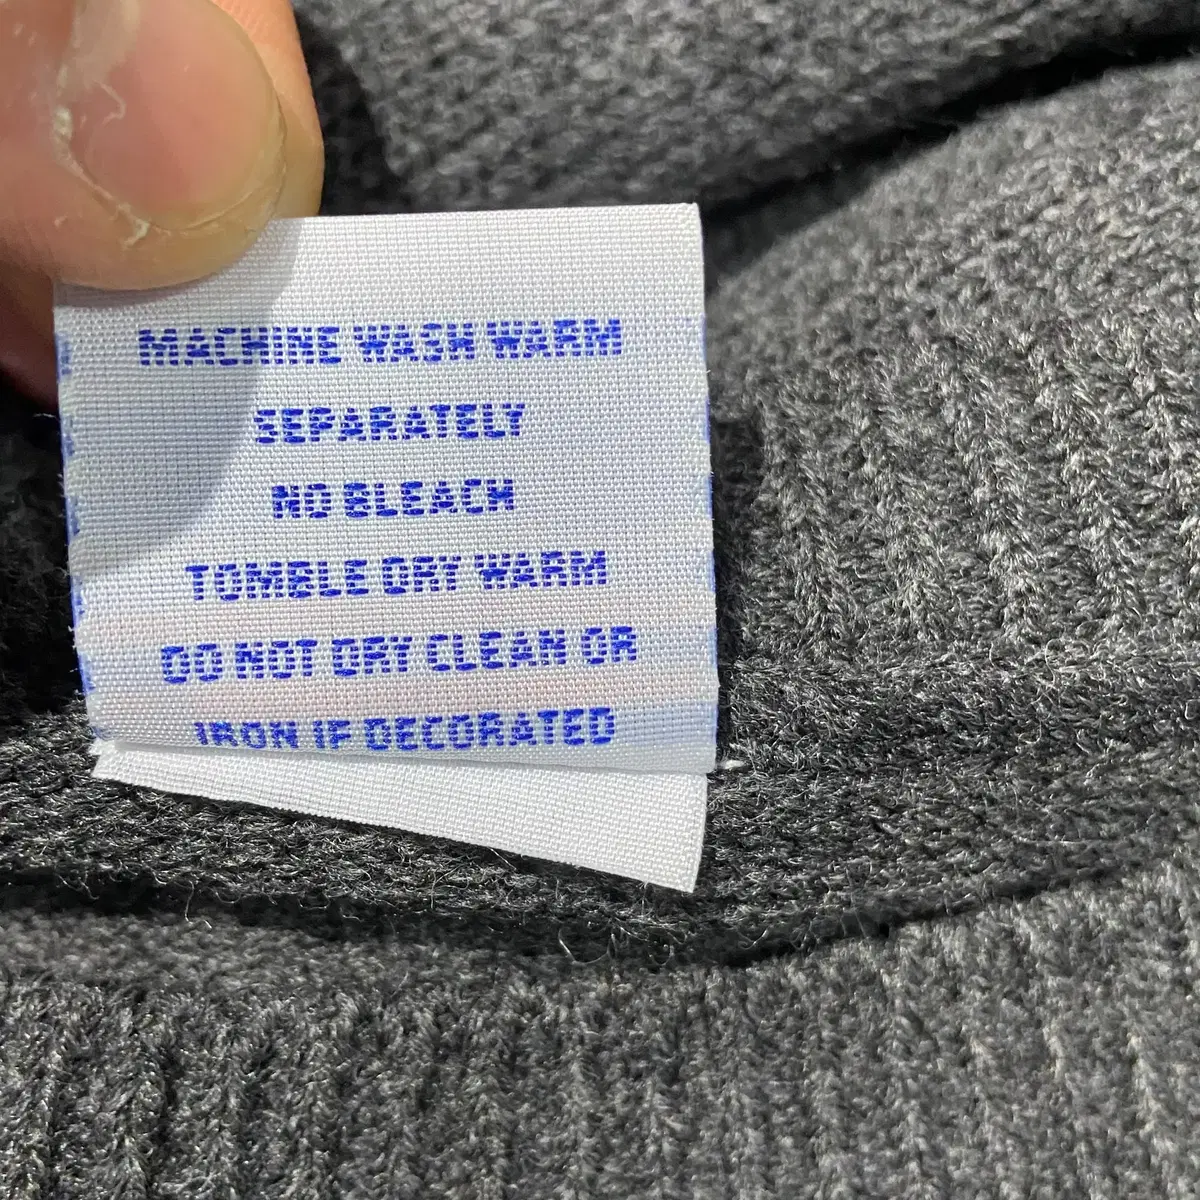 MACHINE WASH WARM
SEPARATELY
NO BLEACH
TUMBLE DRY WARM
DO NOT DRY CLEAN OR
IRON IF DECORATED